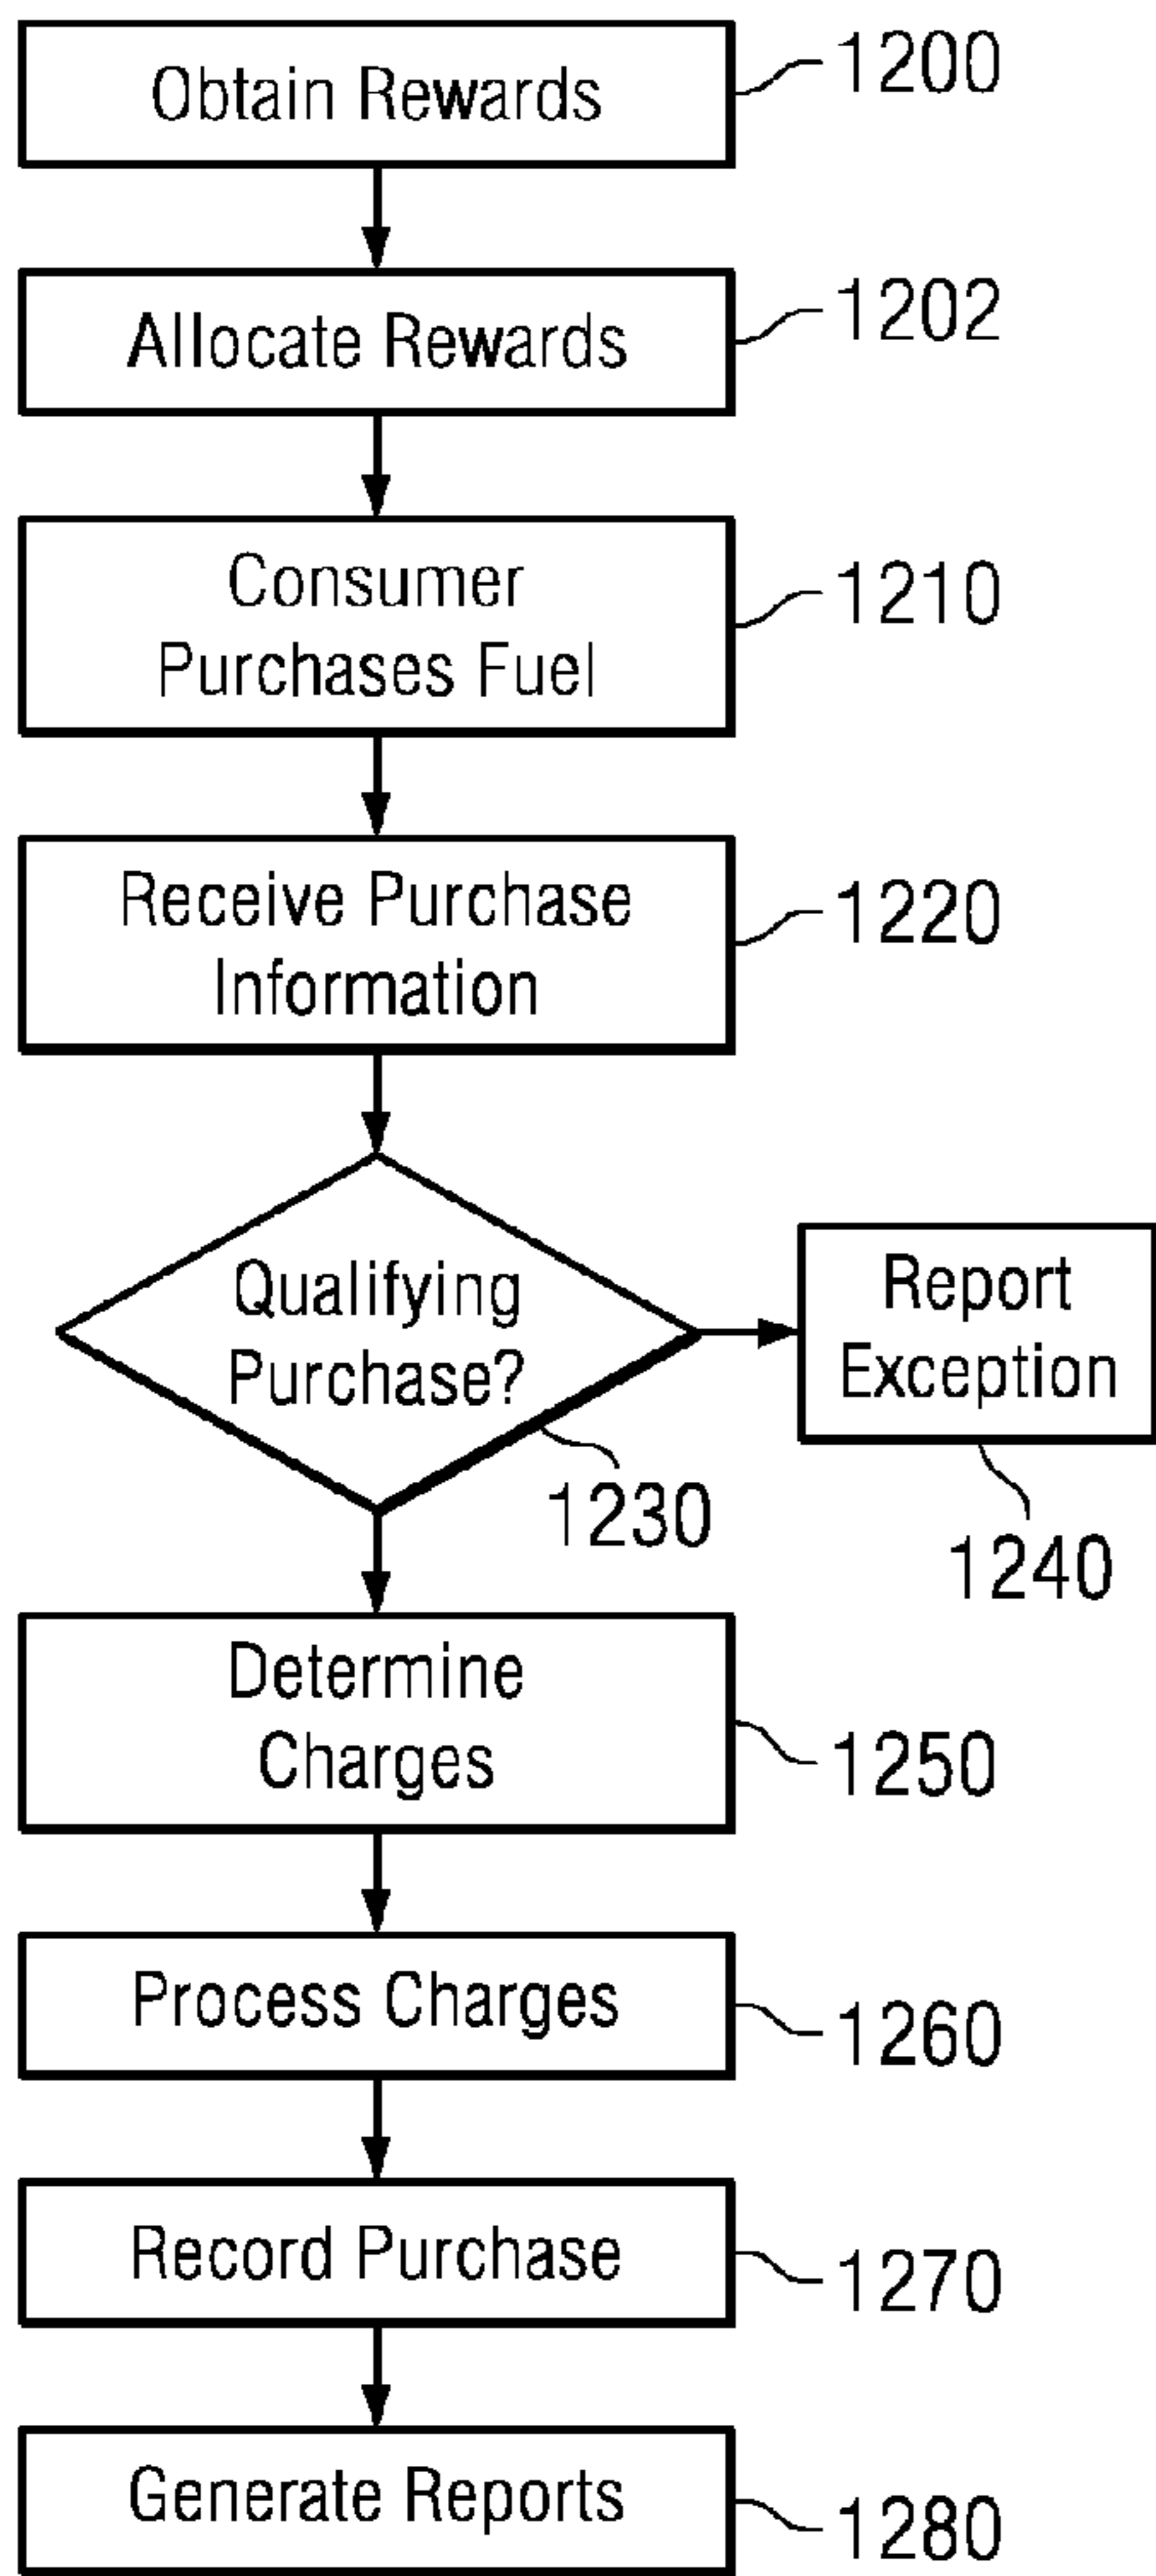 Obtain Rewards
1200
Allocate Rewards
1202
Consumer
Purchases Fuel
1210
Receive Purchase
Information
1220
Qualifying
Purchase?
1230
Report
Exception
1240
Determine
Charges
1250
Process Charges
1260
Record Purchase
1270
Generate Reports
1280